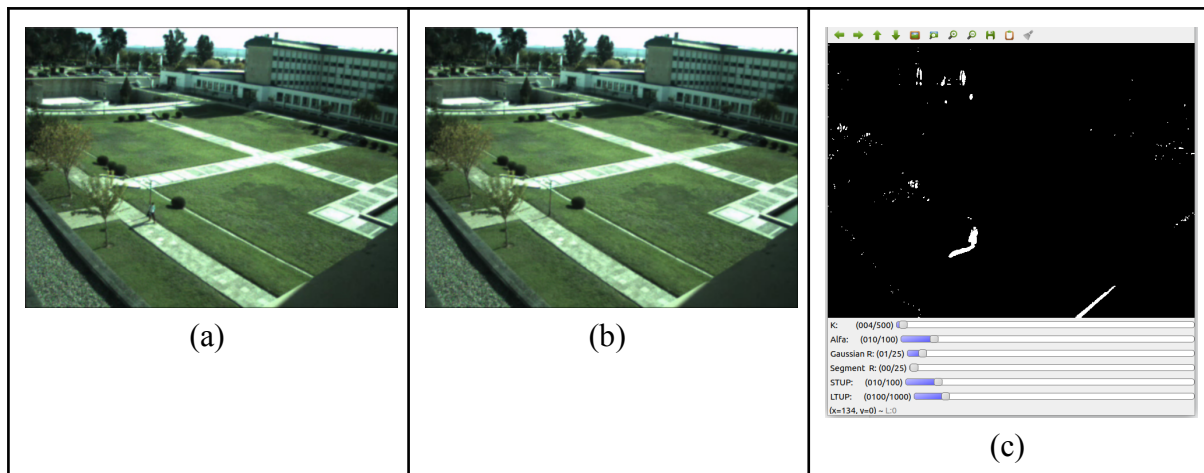 K: (004/500)
Alfa: (010/100)
Gaussian R: (01/25)
Segment R: (00/25)
STUP: (010/100)
LTUP: (0100/1000)
(x=134, y=0) ~ L:0
(a)
(b)
(c)